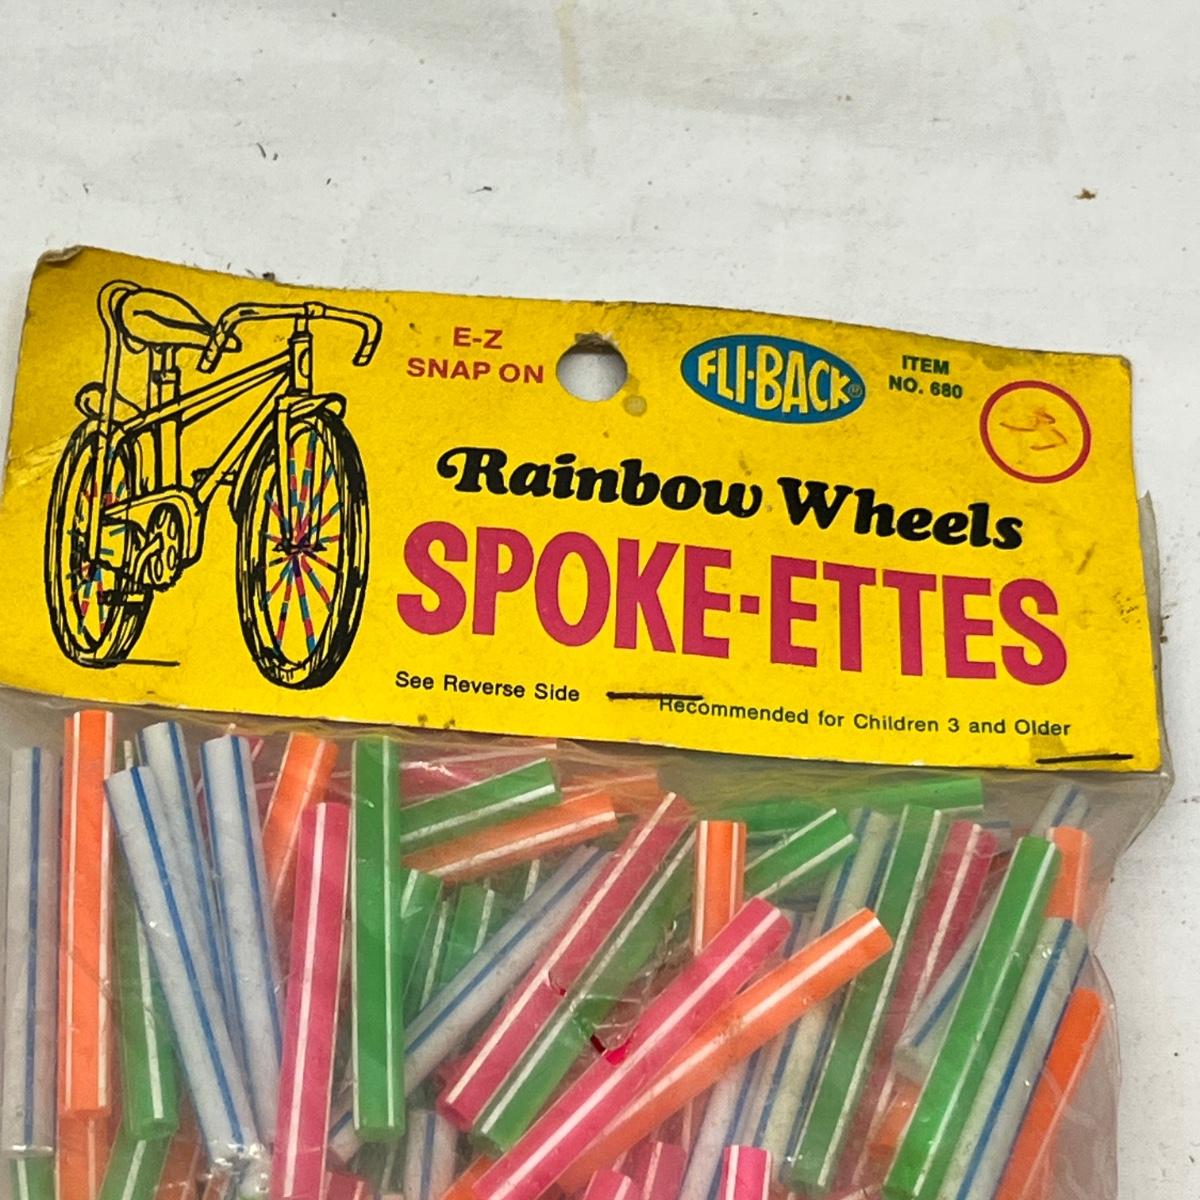 E-Z
SNAP ON
FLI-BACK®
ITEM
NO. 680
Rainbow Wheels
SPOKE-ETTES
See Reverse Side
Recommended for Children 3 and Older